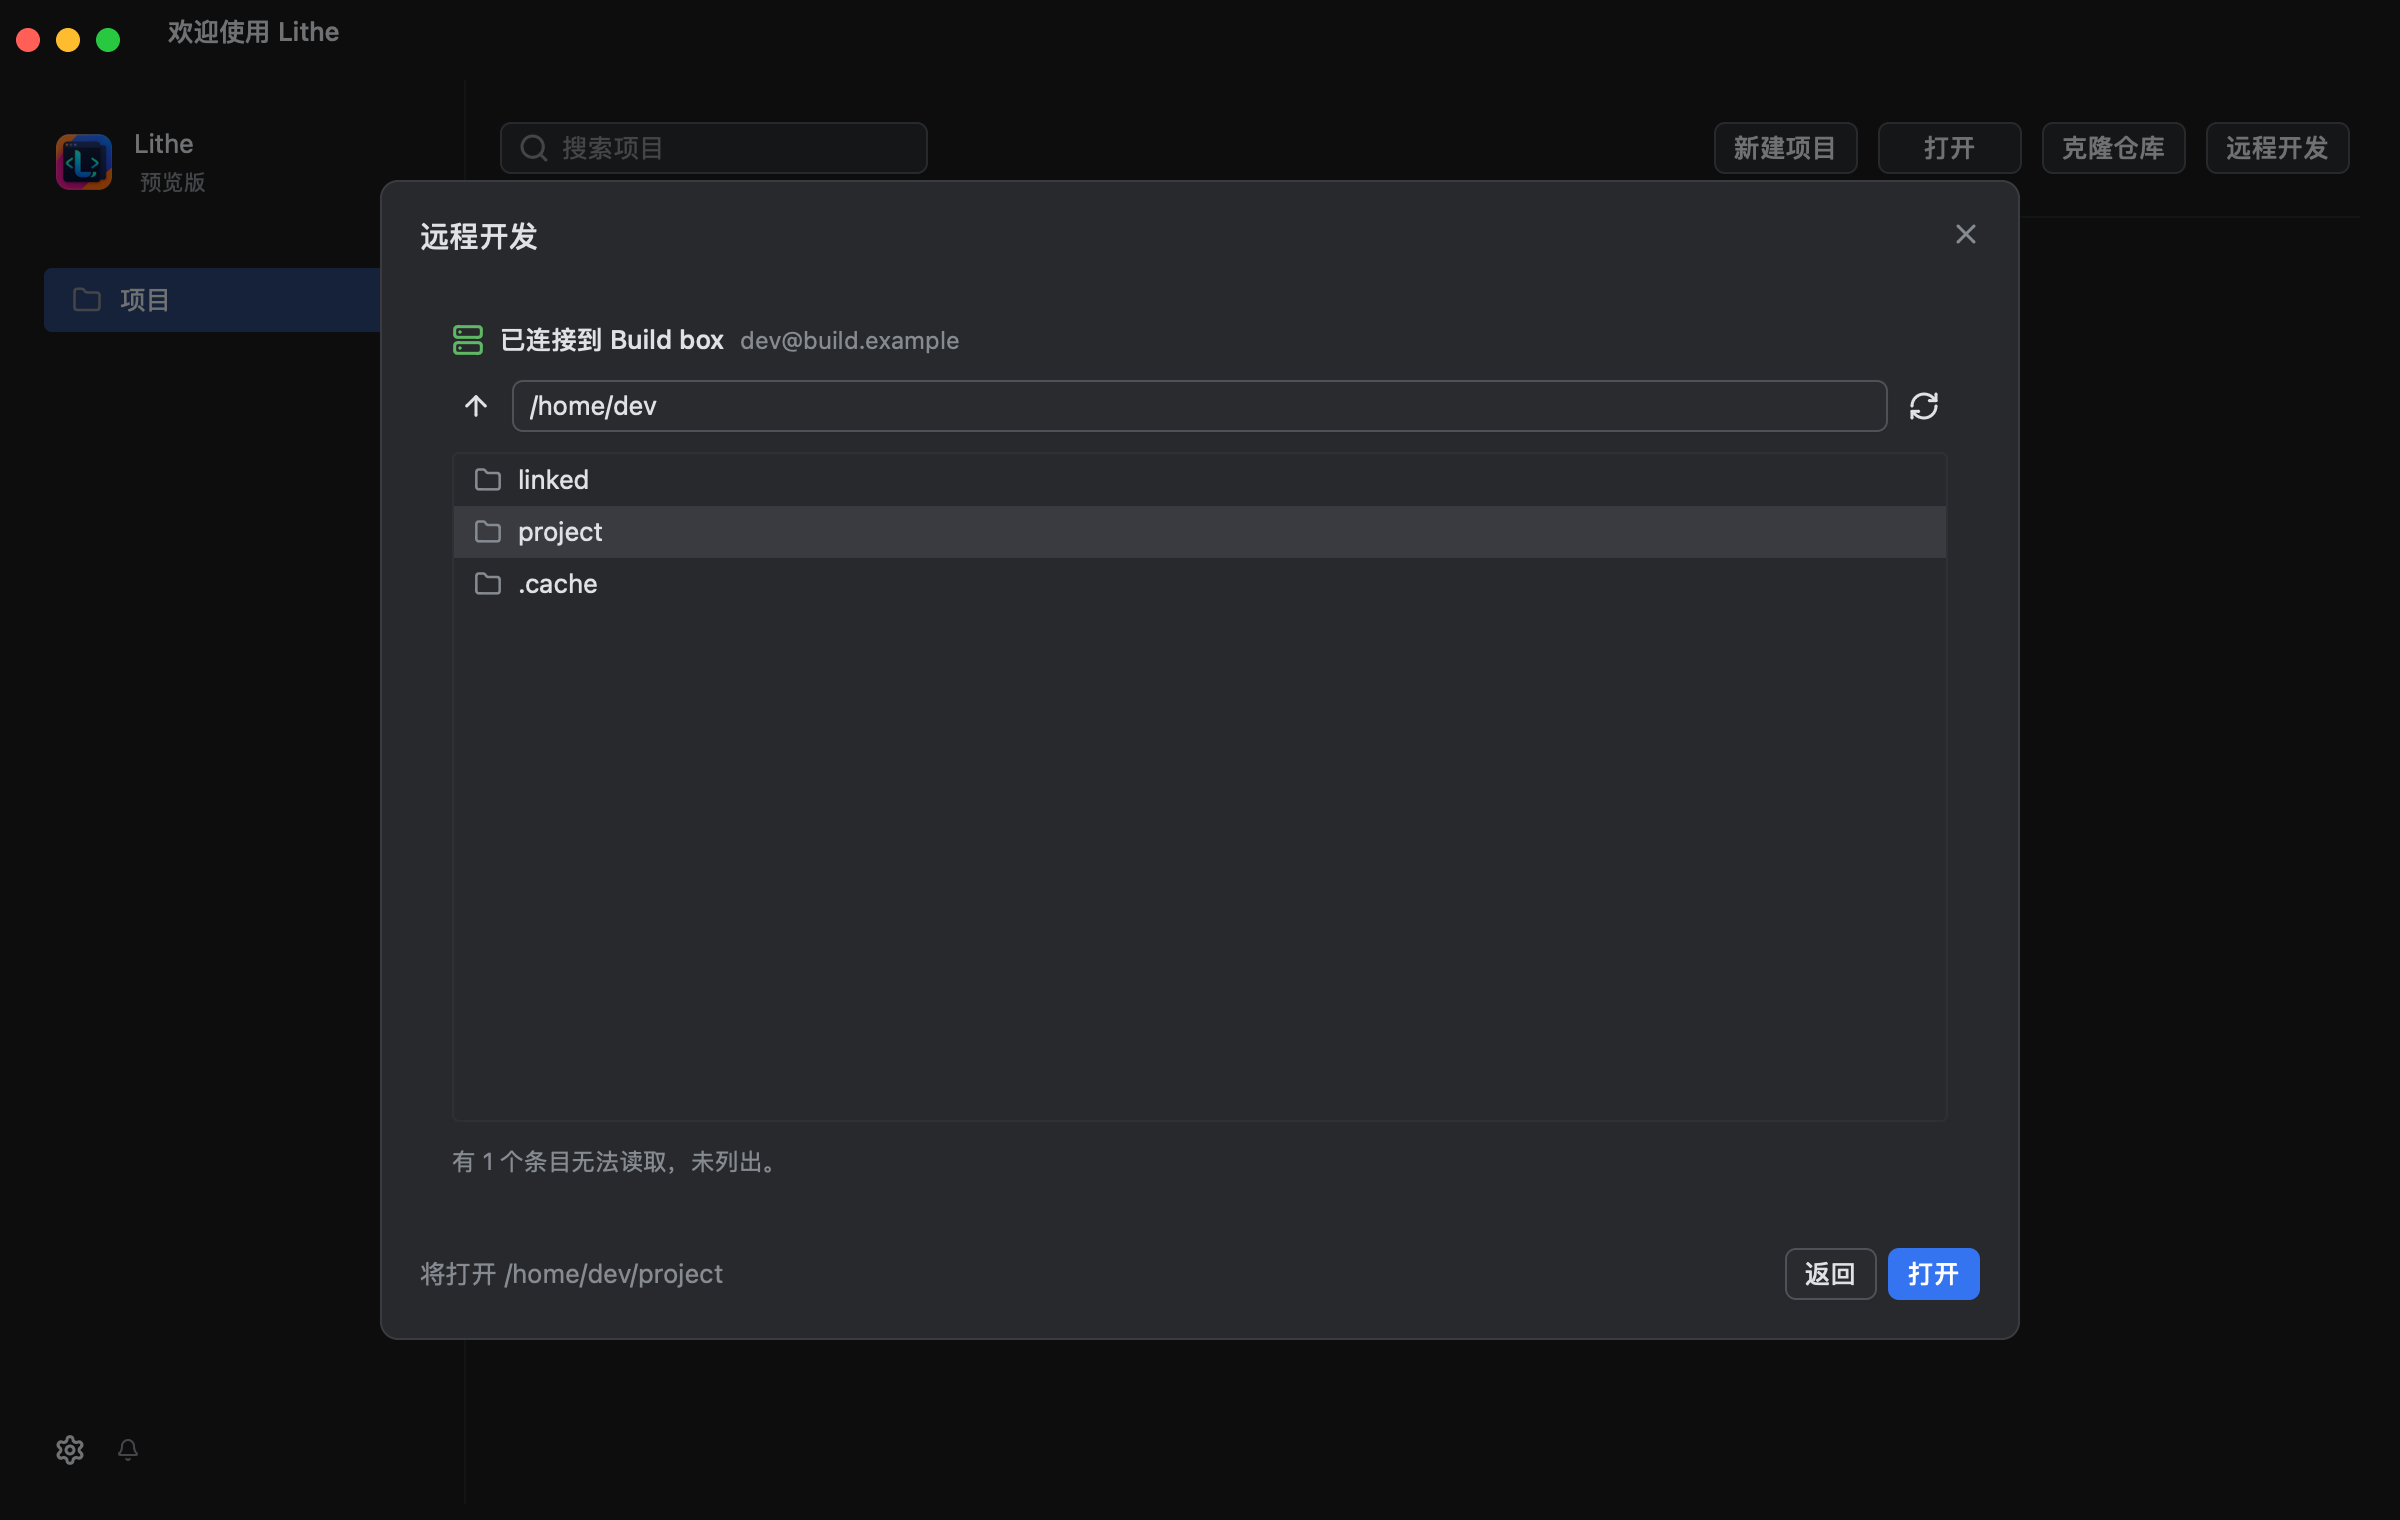 欢迎使用 Lithe
Lithe
预览版
搜索项目
新建项目
打开
克隆仓库
远程开发
项目
远程开发
已连接到 Build box dev@build.example
/home/dev
linked
project
.cache
有 1 个条目无法读取，未列出。
将打开 /home/dev/project
返回
打开